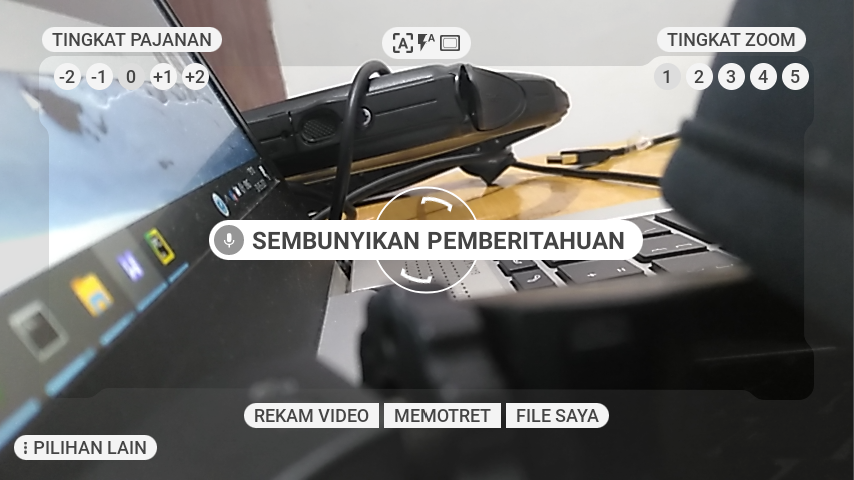 TINGKAT PAJANAN
A
TINGKAT ZOOM
-2 -1 0 +1 +2
1 2 3 4 5
SEMBUNYIKAN PEMBERITAHUAN
REKAM VIDEO
MEMOTRET
FILE SAYA
PILIHAN LAIN